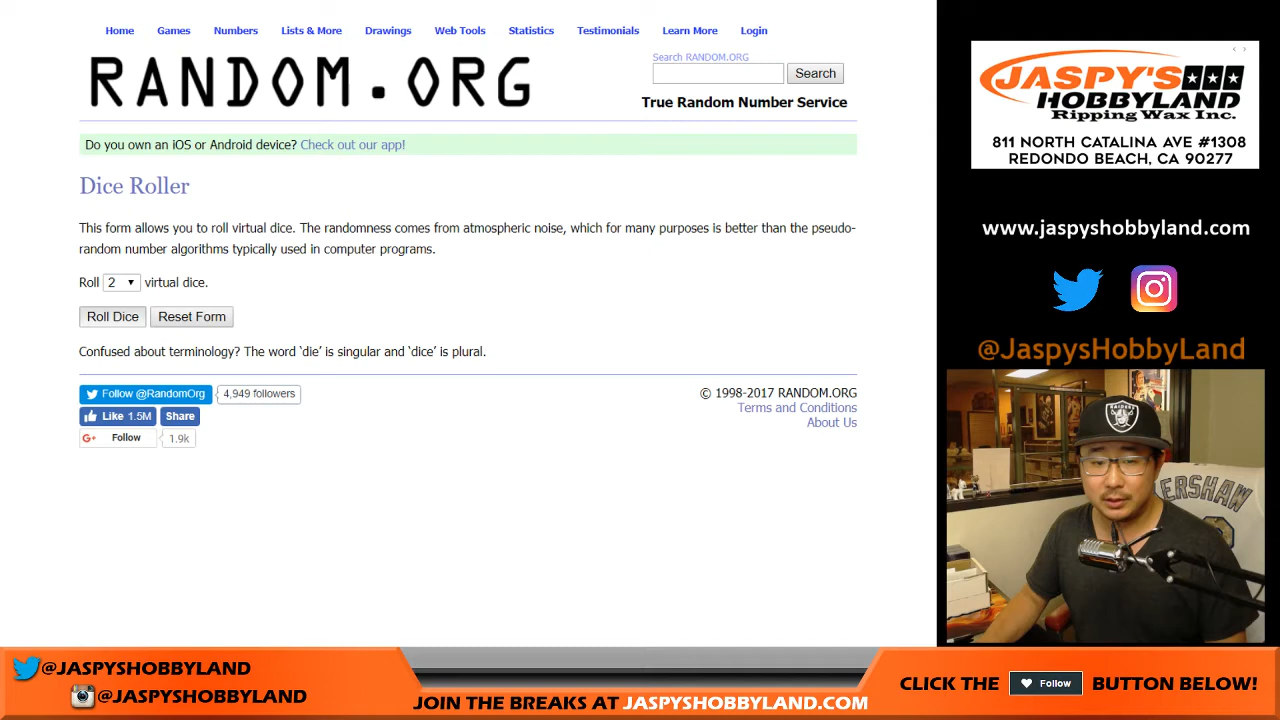 Home Games Numbers Lists & More Drawings Web Tools Statistics Testimonials Learn More Login
RANDOM.ORG
Search RANDOM.ORG
Search
True Random Number Service
Do you own an iOS or Android device? Check out our app!
Dice Roller
This form allows you to roll virtual dice. The randomness comes from atmospheric noise, which for many purposes is better than the pseudo-
random number algorithms typically used in computer programs.
Roll 2 virtual dice.
Roll Dice Reset Form
Confused about terminology? The word ‘die’ is singular and ‘dice’ is plural.
Follow @RandomOrg 4,949 followers
Like 1.5M Share
Follow 1.9k
© 1998-2017 RANDOM.ORG
Terms and Conditions
About Us
JASPY'S
HOBBYLAND
Ripping Wax Inc.
811 NORTH CATALINA AVE #1308
REDONDO BEACH, CA 90277
www.jaspyshobbyland.com
@JaspysHobbyLand
RAIDERS
ERSHAW
@JASPYSHOBBYLAND
@JASPYSHOBBYLAND
JOIN THE BREAKS AT JASPYSHOBBYLAND.COM
CLICK THE Follow BUTTON BELOW!